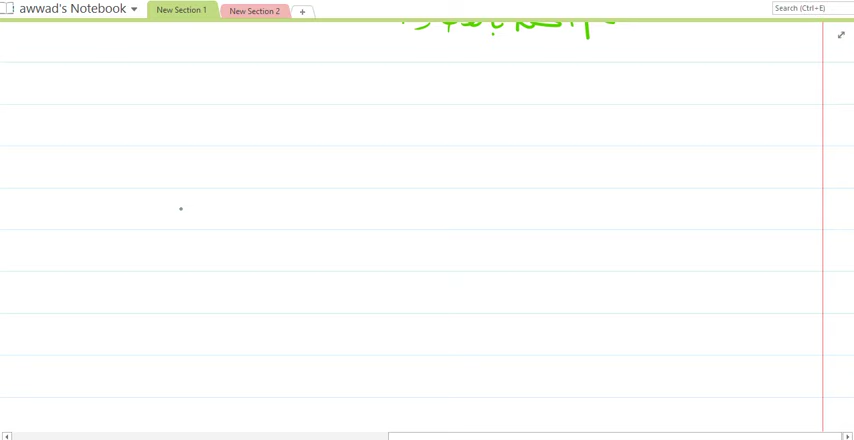 awwad's Notebook
New Section 1
New Section 2
+
Search (Ctrl+E)